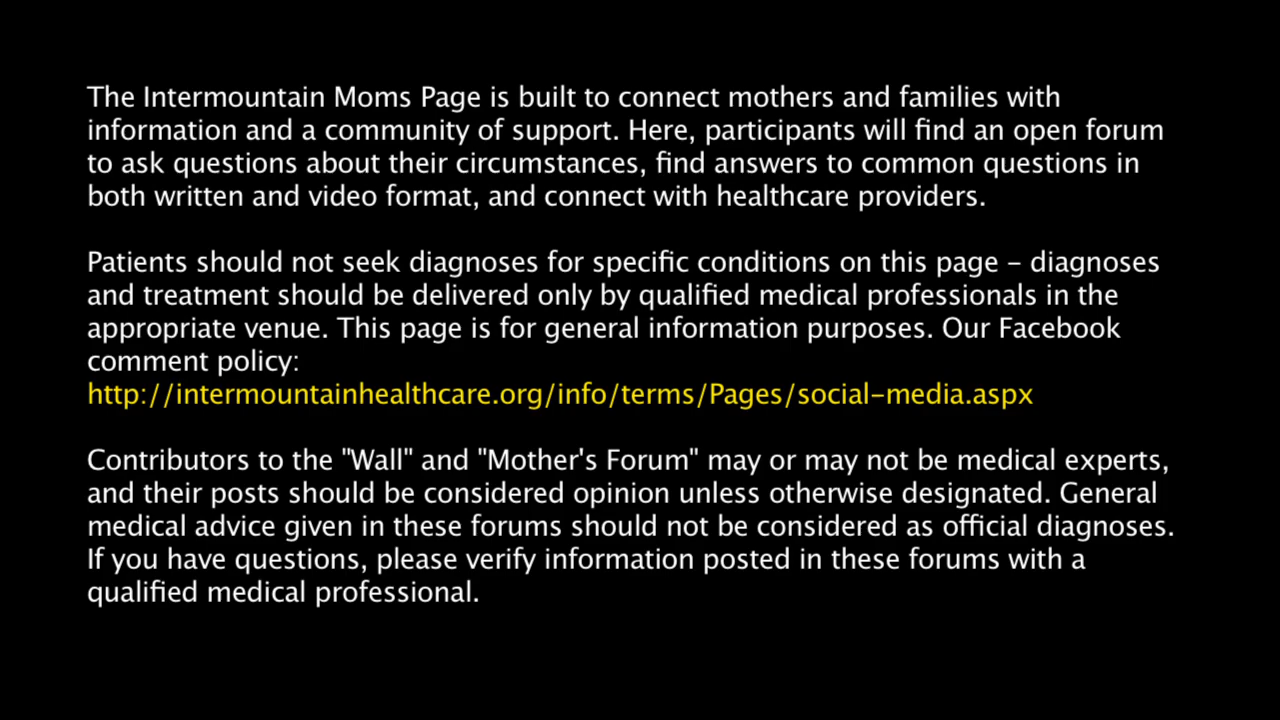 The Intermountain Moms Page is built to connect mothers and families with
information and a community of support. Here, participants will find an open forum
to ask questions about their circumstances, find answers to common questions in
both written and video format, and connect with healthcare providers.
Patients should not seek diagnoses for specific conditions on this page – diagnoses
and treatment should be delivered only by qualified medical professionals in the
appropriate venue. This page is for general information purposes. Our Facebook
comment policy:
http://intermountainhealthcare.org/info/terms/Pages/social-media.aspx
Contributors to the "Wall" and "Mother's Forum" may or may not be medical experts,
and their posts should be considered opinion unless otherwise designated. General
medical advice given in these forums should not be considered as official diagnoses.
If you have questions, please verify information posted in these forums with a
qualified medical professional.